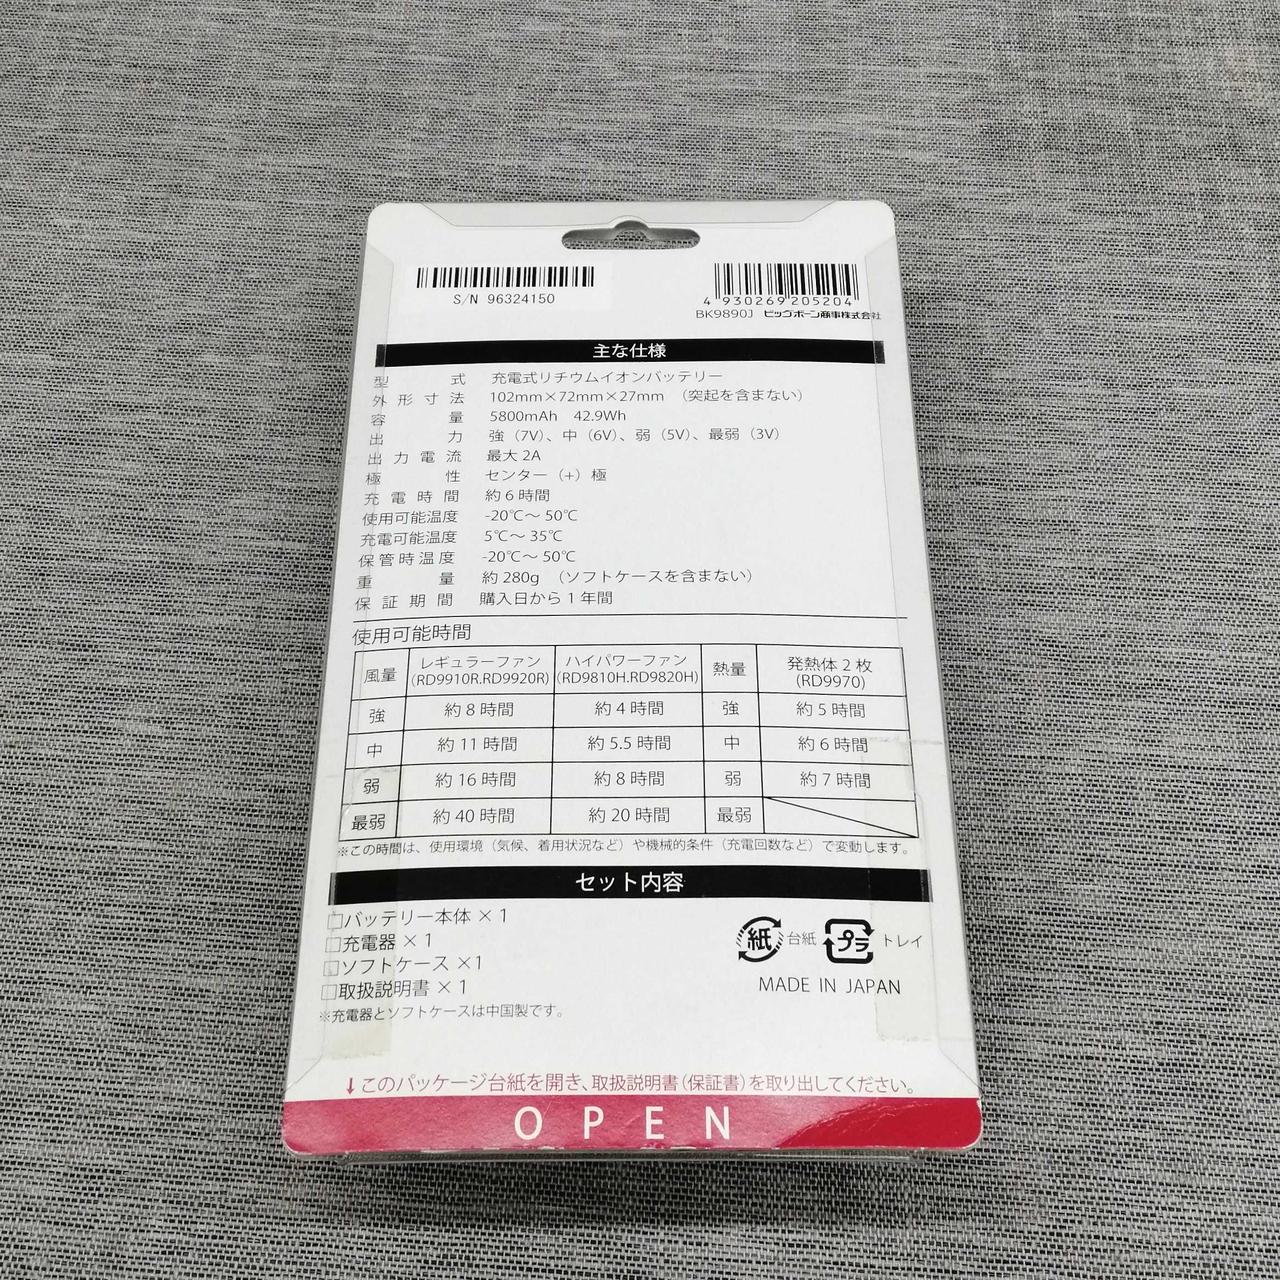 S/N 96324150
4 930269 205204
BK9890J ビッグボーン商事株式会社
主な仕様
型式 充電式リチウムイオンバッテリー
外形寸法 102mm×72mm×27mm （突起を含まない）
容量 5800mAh 42.9Wh
出力 強（7V）、中（6V）、弱（5V）、最弱（3V）
出力電流 最大 2A
極性 センター（+）極
充電時間 約 6 時間
使用可能温度 -20℃〜 50℃
充電可能温度 5℃〜 35℃
保管時温度 -20℃〜 50℃
重量 約 280g （ソフトケースを含まない）
保証期間 購入日から 1 年間
使用可能時間
風量 レギュラーファン (RD9910R.RD9920R) ハイパワーファン (RD9810H.RD9820H) 熱量 発熱体 2 枚 (RD9970)
強 約 8 時間 約 4 時間 強 約 5 時間
中 約 11 時間 約 5.5 時間 中 約 6 時間
弱 約 16 時間 約 8 時間 弱 約 7 時間
最弱 約 40 時間 約 20 時間 最弱
※この時間は、使用環境（気候、着用状況など）や機械的条件（充電回数など）で変動します。
セット内容
□バッテリー本体 × 1
□充電器 × 1
□ソフトケース ×1
□取扱説明書 × 1
※充電器とソフトケースは中国製です。
紙 台紙 プラ トレイ
MADE IN JAPAN
↓このパッケージ台紙を開き、取扱説明書（保証書）を取り出してください。
OPEN